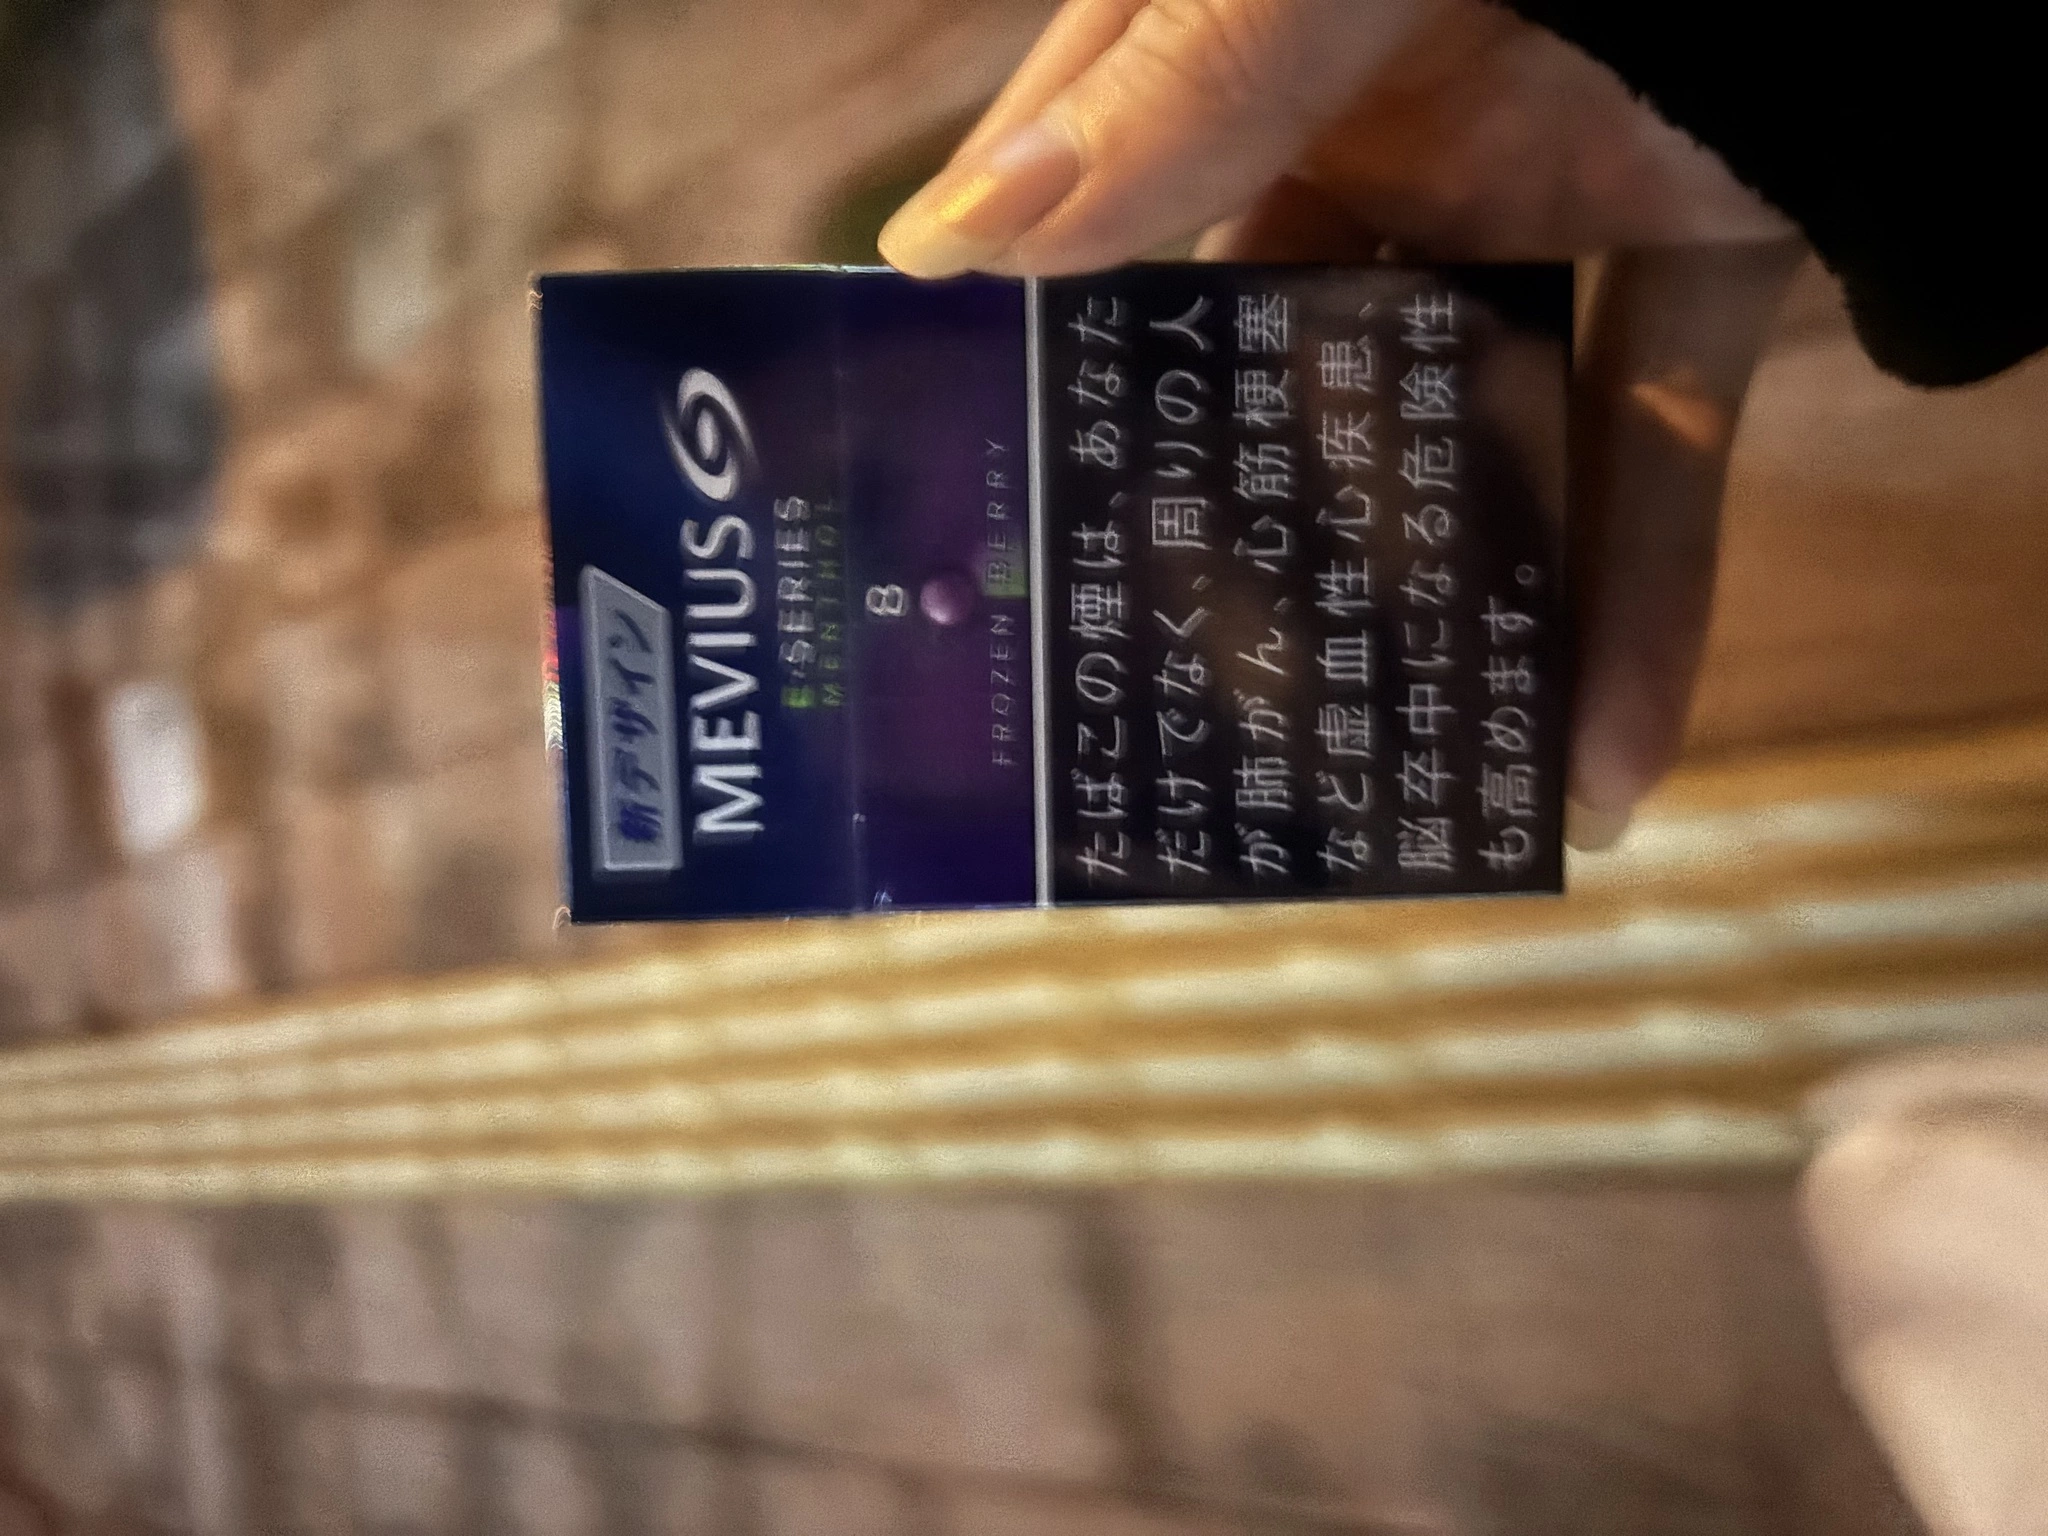 新デザイン
MEVIUS
E-SERIES
MENTHOL
8
FROZEN BERRY
たばこの煙は、あなた
だけでなく、周りの人
が肺がん、心筋梗塞
など虚血性心疾患、
脳卒中になる危険性
も高めます。